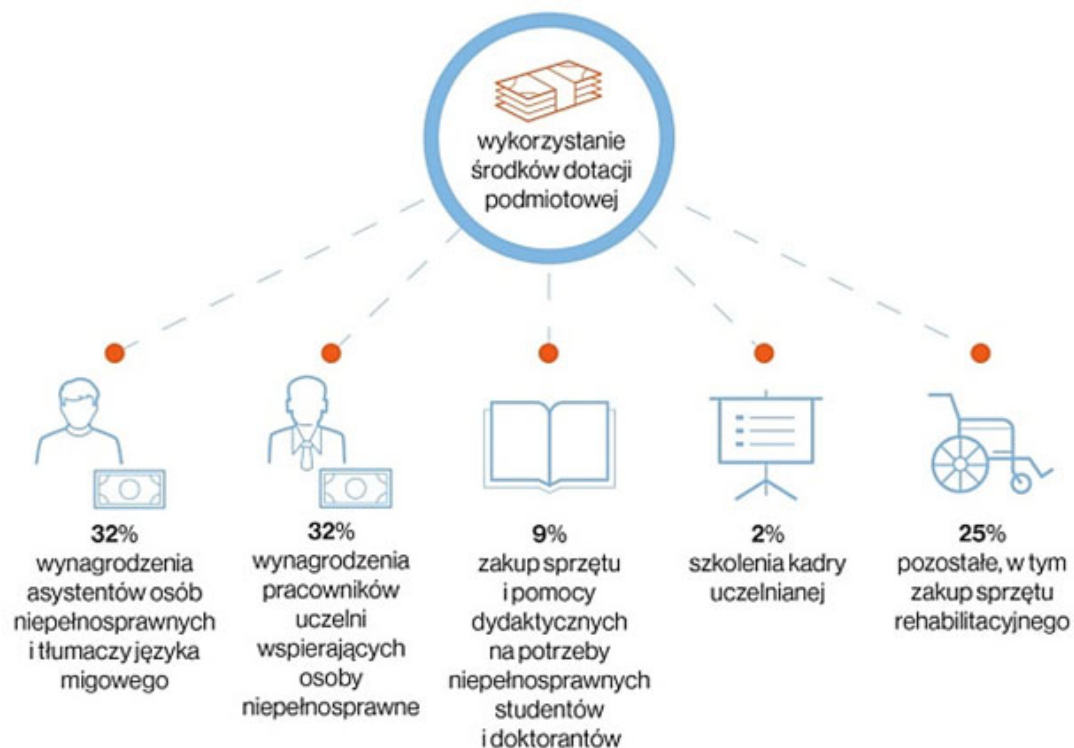 wykorzystanie
środków dotacji
podmiotowej
32%
wynagrodzenia
asystentów osób
niepełnosprawnych
i tłumaczy języka
migowego
32%
wynagrodzenia
pracowników
uczelni
wspierających
osoby
niepełnosprawne
9%
zakup sprzętu
i pomocy
dydaktycznych
na potrzeby
niepełnosprawnych
studentów
i doktorantów
2%
szkolenia kadry
uczelnianej
25%
pozostałe, w tym
zakup sprzętu
rehabilitacyjnego